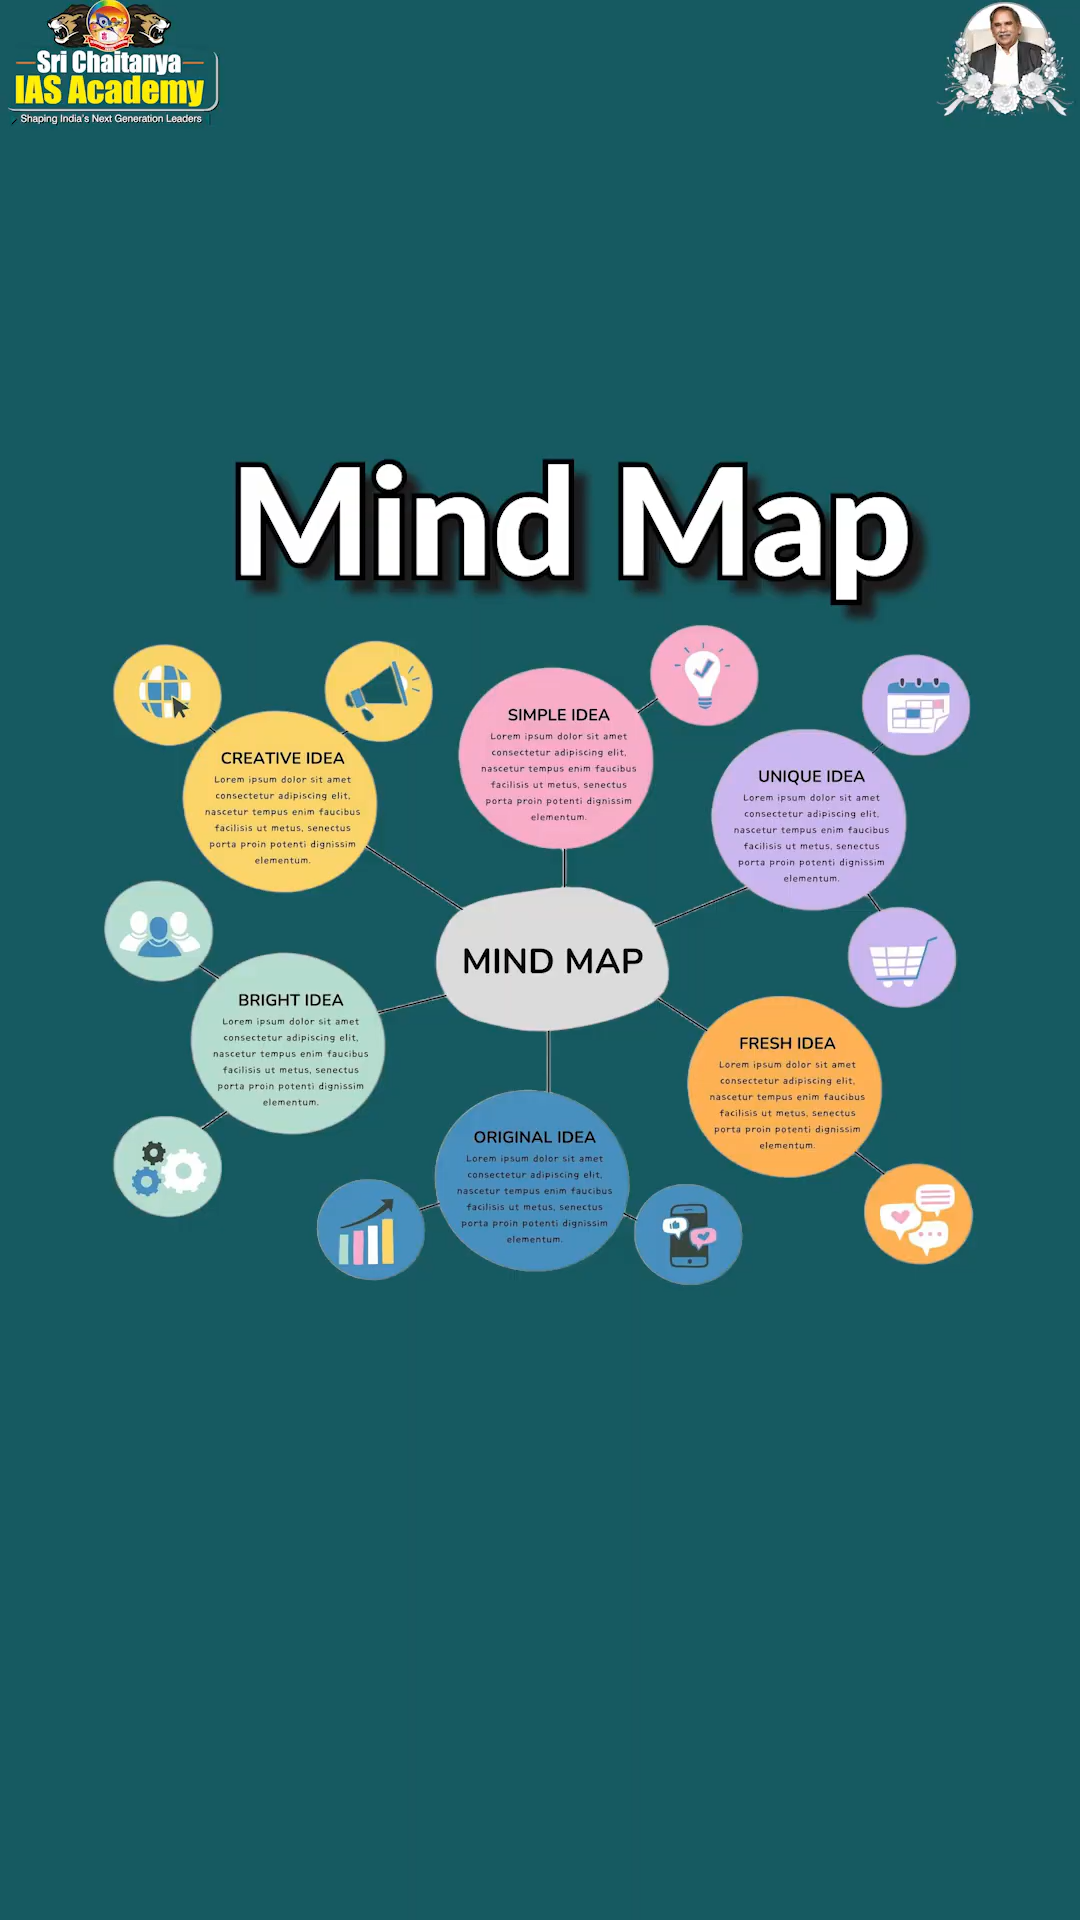 Sri Chaitanya
IAS Academy
Shaping India's Next Generation Leaders
Mind Map
CREATIVE IDEA
Lorem ipsum dolor sit amet
consectetur adipiscing elit,
nascetur tempus enim faucibus
facilisis ut metus, senectus
porta proin potenti dignissim
elementum.
SIMPLE IDEA
Lorem ipsum dolor sit amet
consectetur adipiscing elit,
nascetur tempus enim faucibus
facilisis ut metus, senectus
porta proin potenti dignissim
elementum.
UNIQUE IDEA
Lorem ipsum dolor sit amet
consectetur adipiscing elit,
nascetur tempus enim faucibus
facilisis ut metus, senectus
porta proin potenti dignissim
elementum.
MIND MAP
BRIGHT IDEA
Lorem ipsum dolor sit amet
consectetur adipiscing elit,
nascetur tempus enim faucibus
facilisis ut metus, senectus
porta proin potenti dignissim
elementum.
FRESH IDEA
Lorem ipsum dolor sit amet
consectetur adipiscing elit,
nascetur tempus enim faucibus
facilisis ut metus, senectus
porta proin potenti dignissim
elementum.
ORIGINAL IDEA
Lorem ipsum dolor sit amet
consectetur adipiscing elit,
nascetur tempus enim faucibus
facilisis ut metus, senectus
porta proin potenti dignissim
elementum.